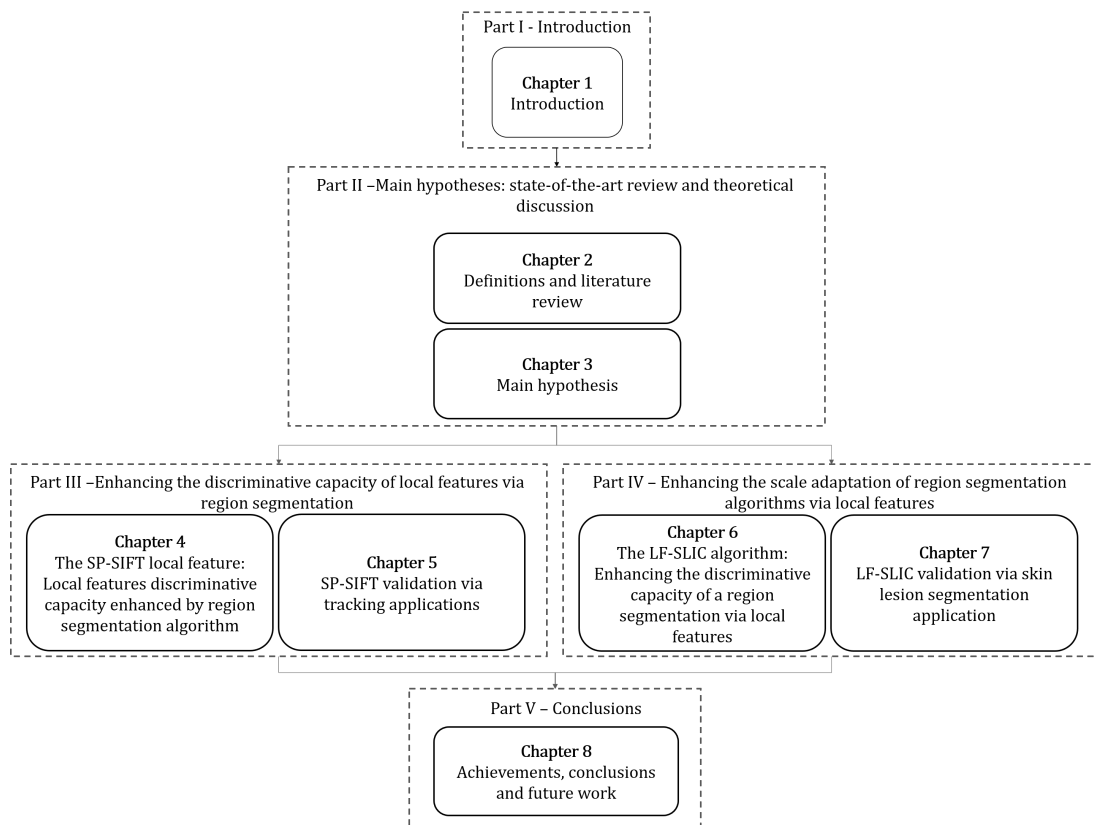 Part I - Introduction
Chapter 1
Introduction
Part II –Main hypotheses: state-of-the-art review and theoretical
discussion
Chapter 2
Definitions and literature
review
Chapter 3
Main hypothesis
Part III –Enhancing the discriminative capacity of local features via
region segmentation
Chapter 4
The SP-SIFT local feature:
Local features discriminative
capacity enhanced by region
segmentation algorithm
Chapter 5
SP-SIFT validation via
tracking applications
Part IV – Enhancing the scale adaptation of region segmentation
algorithms via local features
Chapter 6
The LF-SLIC algorithm:
Enhancing the discriminative
capacity of a region
segmentation via local
features
Chapter 7
LF-SLIC validation via skin
lesion segmentation
application
Part V – Conclusions
Chapter 8
Achievements, conclusions
and future work